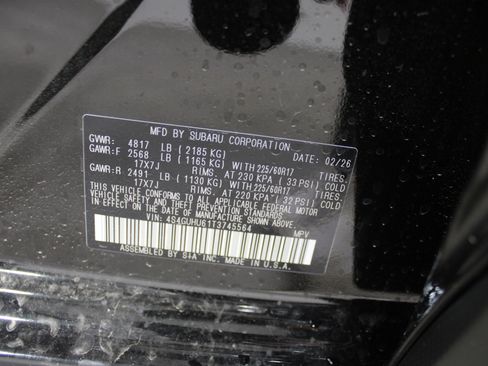 MFD BY SUBARU CORPORATION DATE: 02/26
GVWR: 4817 LB (2185 KG)
GAWR:F 2568 LB (1165 KG) WITH 225/60R17 TIRES,
17X7J RIMS, AT 230 KPA (33 PSI) COLD
GAWR:R 2491 LB (1130 KG) WITH 225/60R17 TIRES,
17X7J RIMS, AT 220 KPA (32 PSI) COLD
THIS VEHICLE CONFORMS TO ALL APPLICABLE FEDERAL MOTOR
VEHICLE SAFETY AND THEFT PREVENTION STANDARDS
IN EFFECT ON THE DATE OF MANUFACTURE SHOWN ABOVE.
VIN: 4S4GUHU61T3745564 MPV
ASSEMBLED BY SIA INC. MADE IN U.S.A.